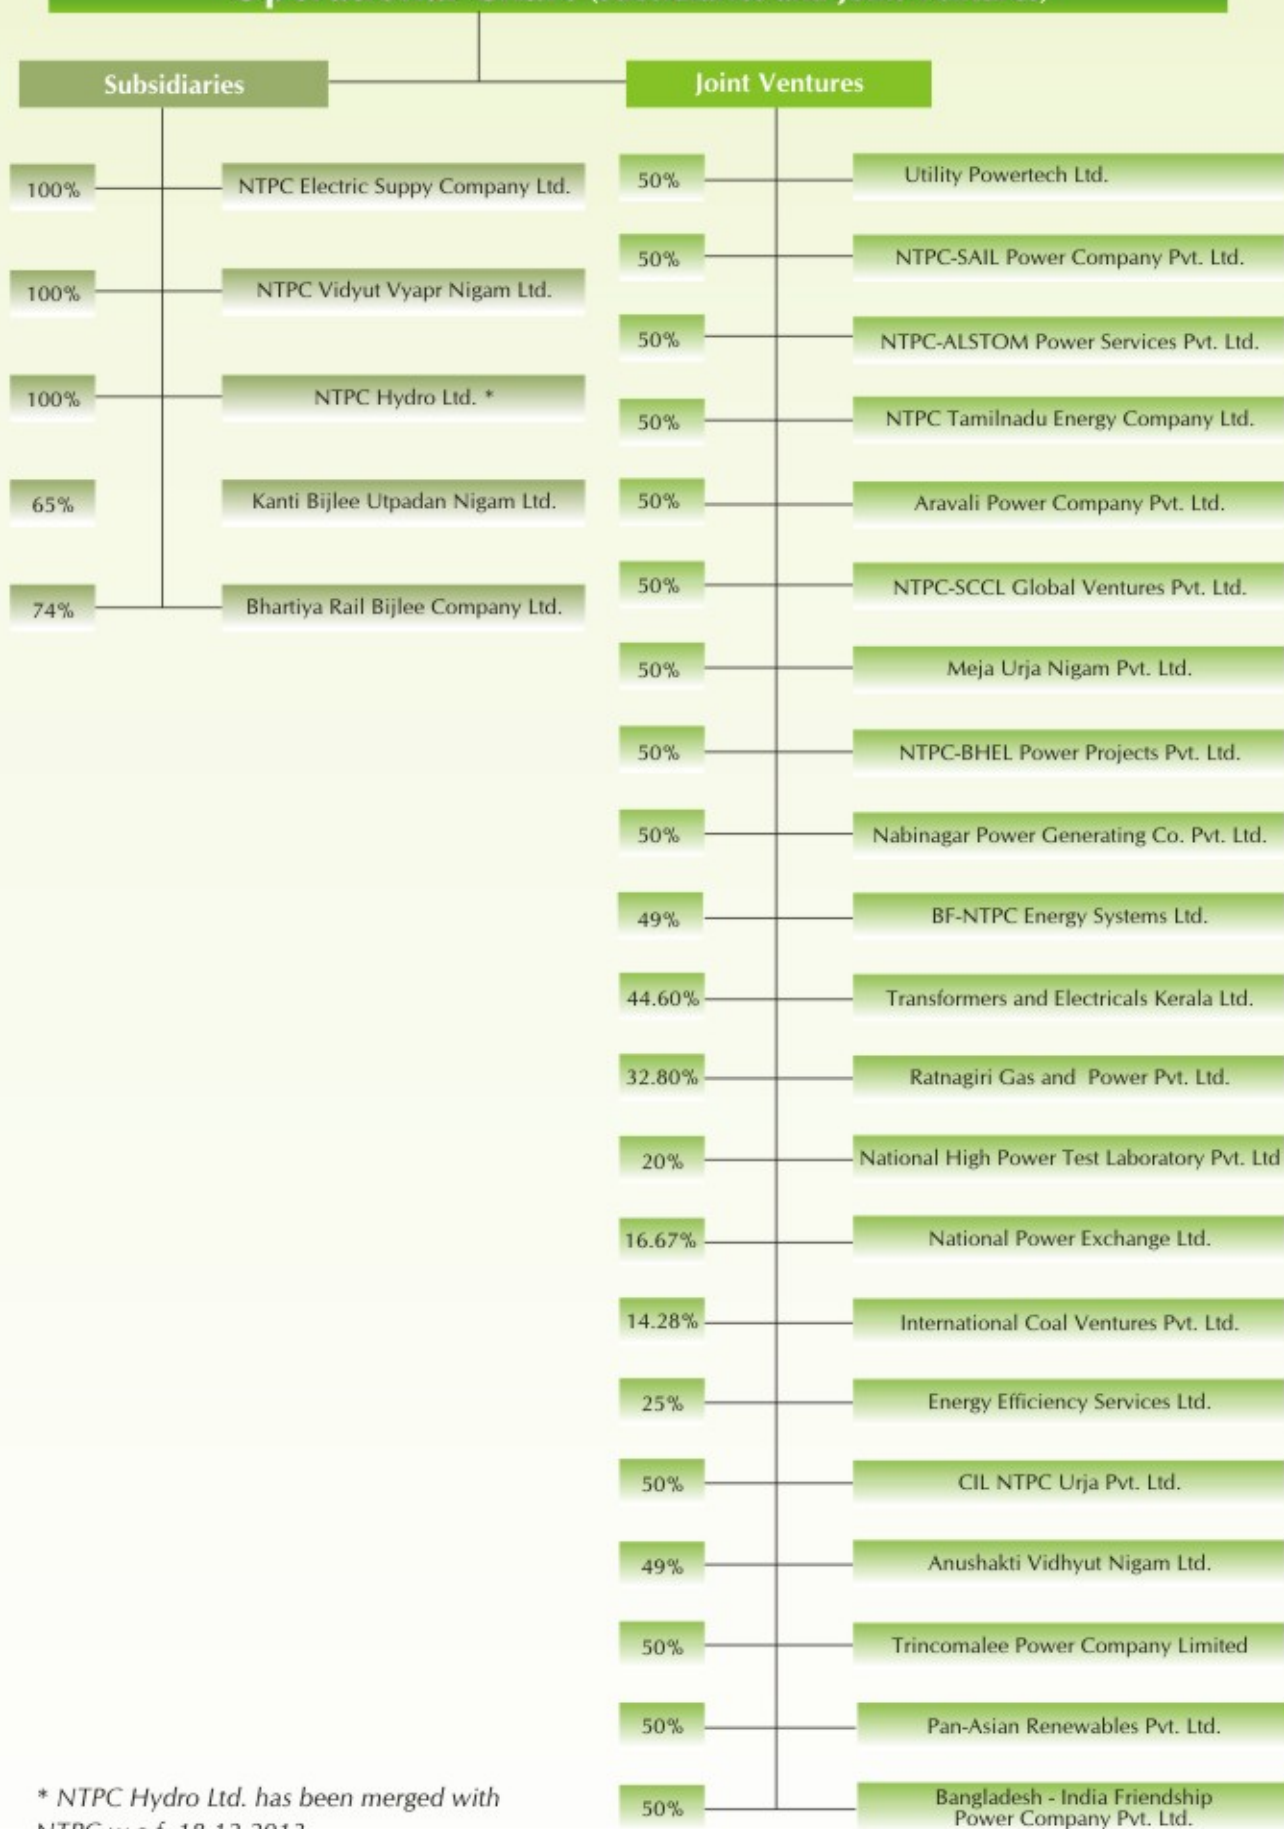 Subsidiaries
Joint Ventures
100% NTPC Electric Suppy Company Ltd.
100% NTPC Vidyut Vyapr Nigam Ltd.
100% NTPC Hydro Ltd. *
65% Kanti Bijlee Utpadan Nigam Ltd.
74% Bhartiya Rail Bijlee Company Ltd.
50% Utility Powertech Ltd.
50% NTPC-SAIL Power Company Pvt. Ltd.
50% NTPC-ALSTOM Power Services Pvt. Ltd.
50% NTPC Tamilnadu Energy Company Ltd.
50% Aravali Power Company Pvt. Ltd.
50% NTPC-SCCL Global Ventures Pvt. Ltd.
50% Meja Urja Nigam Pvt. Ltd.
50% NTPC-BHEL Power Projects Pvt. Ltd.
50% Nabinagar Power Generating Co. Pvt. Ltd.
49% BF-NTPC Energy Systems Ltd.
44.60% Transformers and Electricals Kerala Ltd.
32.80% Ratnagiri Gas and Power Pvt. Ltd.
20% National High Power Test Laboratory Pvt. Ltd
16.67% National Power Exchange Ltd.
14.28% International Coal Ventures Pvt. Ltd.
25% Energy Efficiency Services Ltd.
50% CIL NTPC Urja Pvt. Ltd.
49% Anushakti Vidhyut Nigam Ltd.
50% Trincomalee Power Company Limited
50% Pan-Asian Renewables Pvt. Ltd.
50% Bangladesh - India Friendship
Power Company Pvt. Ltd.
* NTPC Hydro Ltd. has been merged with